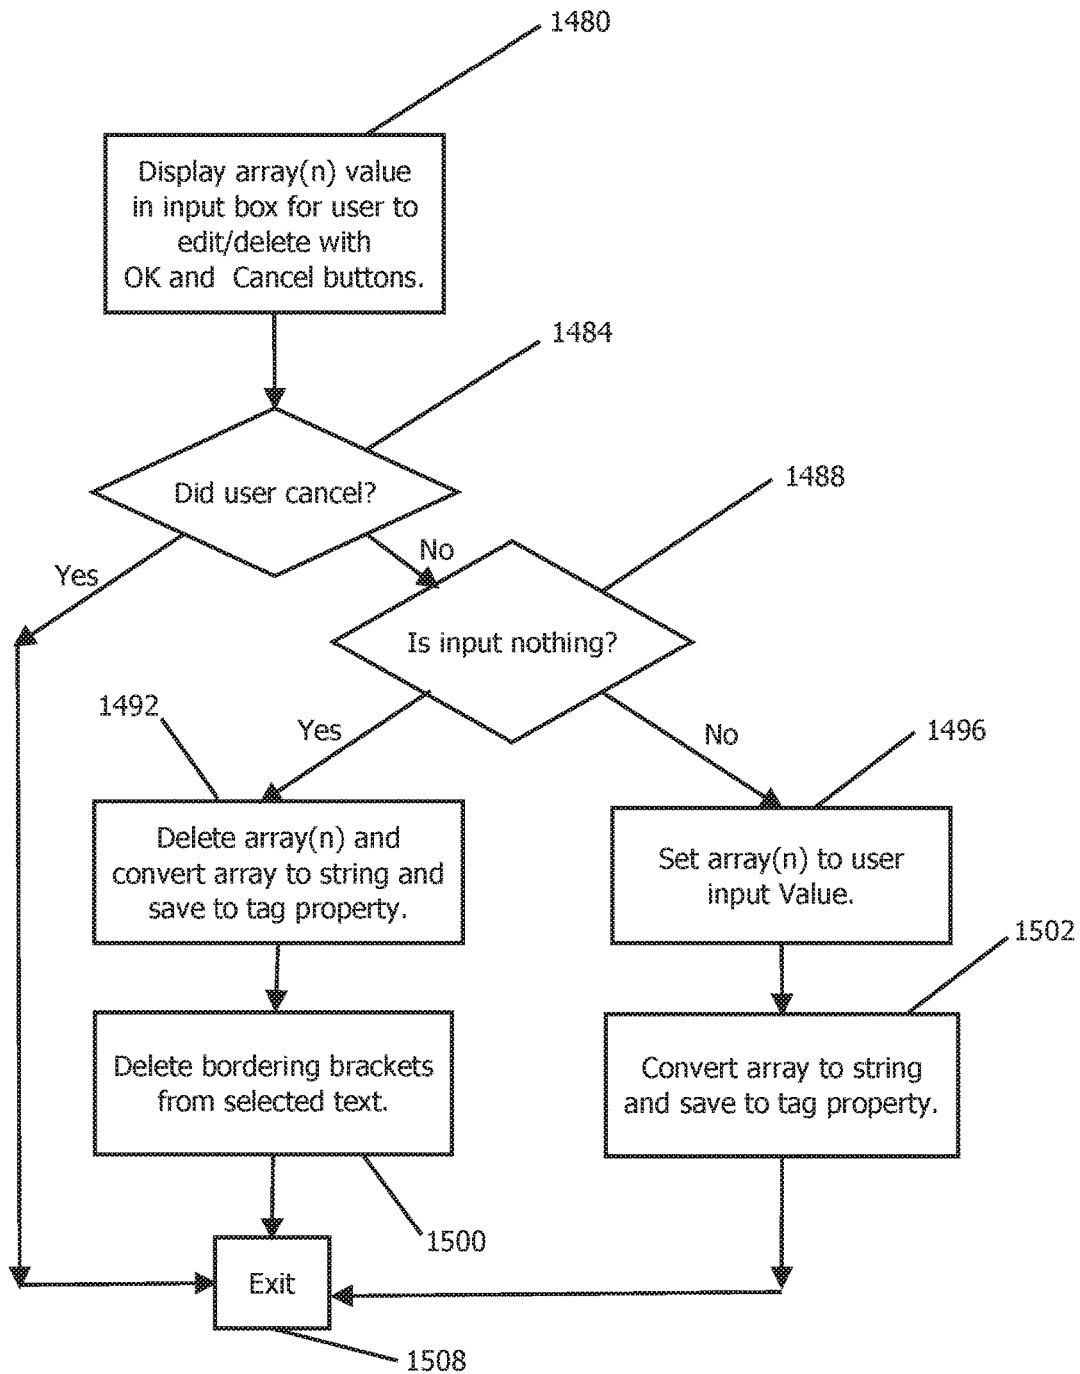 1480
Display array(n) value
in input box for user to
edit/delete with
OK and Cancel buttons.
1484
Did user cancel?
1488
No
Yes
Is input nothing?
1492
Yes
No
1496
Delete array(n) and
convert array to string and
save to tag property.
Set array(n) to user
input Value.
1502
Delete bordering brackets
from selected text.
Convert array to string
and save to tag property.
1500
Exit
1508